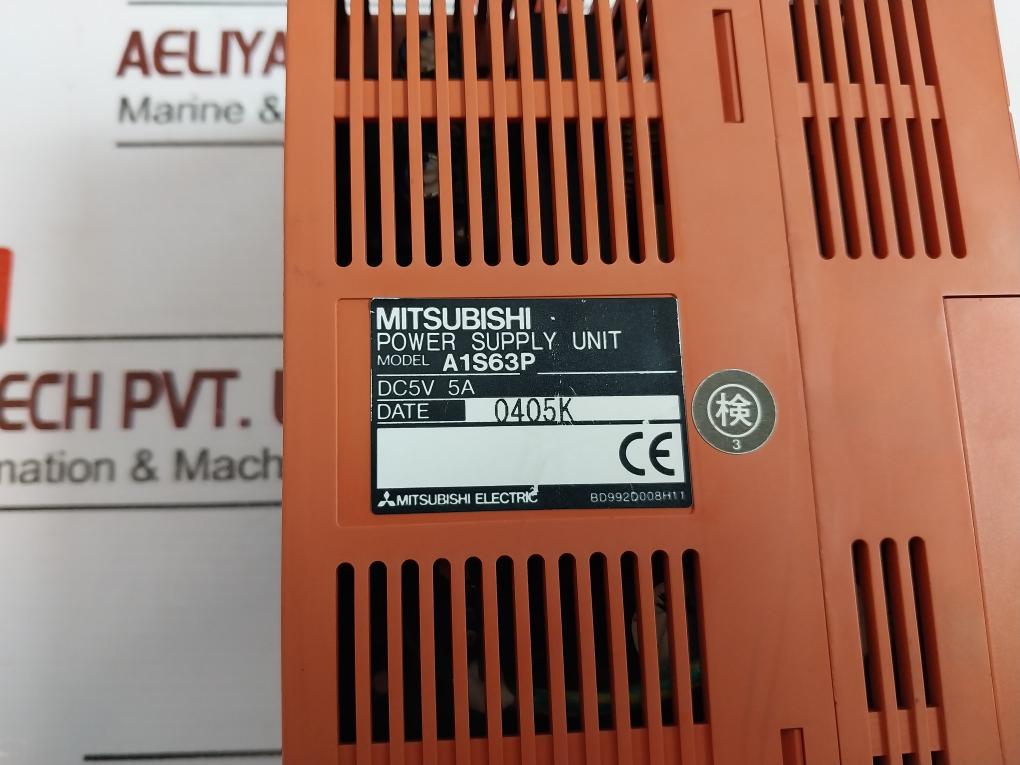 AELIYA
Marine &
ECH PVT.
nation & Mach
MITSUBISHI
POWER SUPPLY UNIT
MODEL A1S63P
DC5V 5A
DATE 0405K
CE
MITSUBISHI ELECTRIC BD992D008H11
検
3